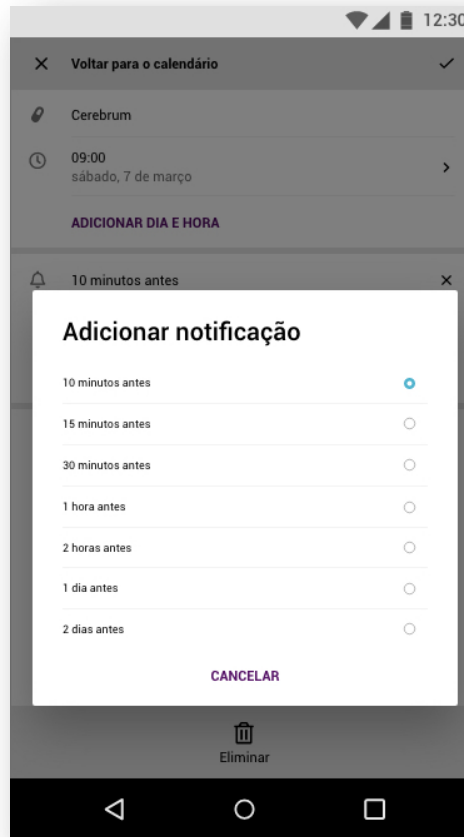 12:30
Voltar para o calendário
Cerebrum
09:00
sábado, 7 de março
ADICIONAR DIA E HORA
10 minutos antes
Adicionar notificação
10 minutos antes
15 minutos antes
30 minutos antes
1 hora antes
2 horas antes
1 dia antes
2 dias antes
CANCELAR
Eliminar